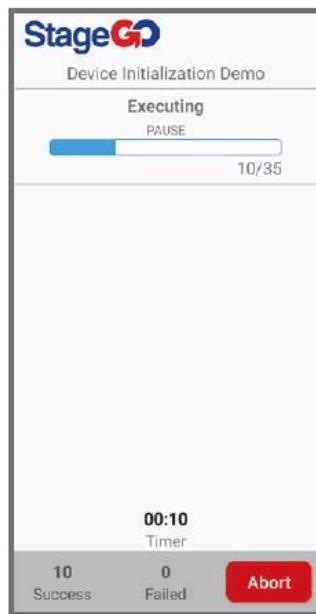 StageGO
Device Initialization Demo
Executing
PAUSE
10/35
00:10
Timer
10 0
Success Failed
Abort